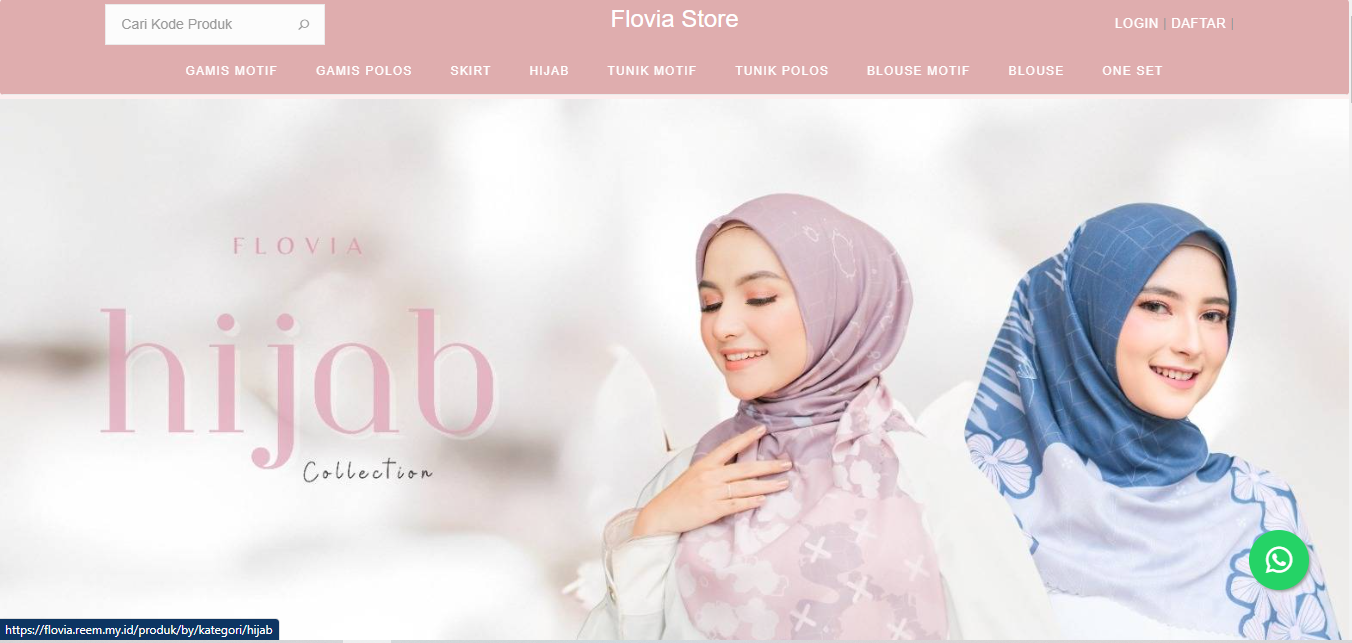 Cari Kode Produk
Flovia Store
LOGIN | DAFTAR |
GAMIS MOTIF GAMIS POLOS SKIRT HIJAB TUNIK MOTIF TUNIK POLOS BLOUSE MOTIF BLOUSE ONE SET
FLOVIA
hijab
Collection
https://flovia.reem.my.id/produk/by/kategori/hijab